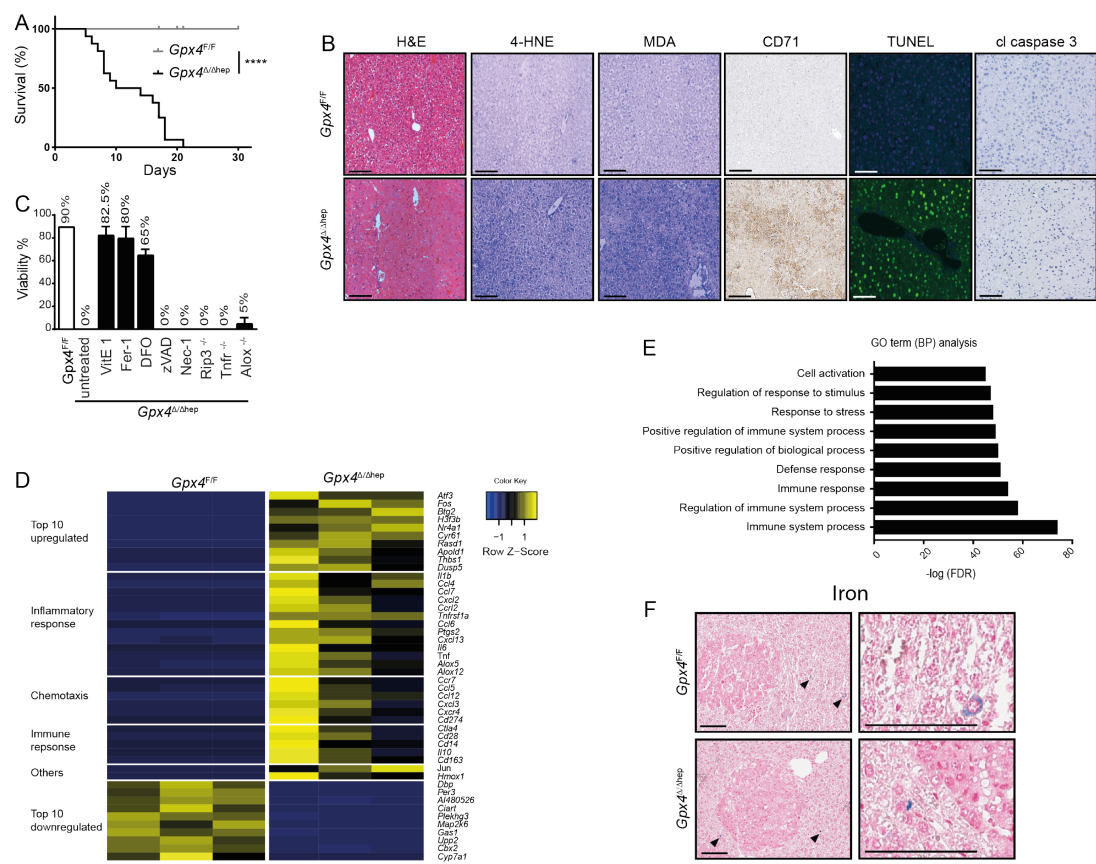 A
Survival (%)
100
50
0
0
10
20
30
Days
Gpx4F/F
Gpx4Δ/Δhep
****
B
H&E
4-HNE
MDA
CD71
TUNEL
cl caspase 3
Gpx4F/F
Gpx4Δ/Δhep
C
Viability %
100
80
60
40
20
0
90%
0%
82.5%
80%
65%
0%
0%
0%
0%
5%
Gpx4F/F
untreated
VitE 1
Fer-1
DFO
zVAD
Nec-1
Rip3 -/-
Tnfr -/-
Alox -/-
Gpx4Δ/Δhep
D
Gpx4F/F
Gpx4Δ/Δhep
Color Key
−1
1
Row Z−Score
Top 10
upregulated
Atf3
Fos
Btg2
H3f3b
Nr4a1
Cyr61
Rasd1
Apold1
Thbs1
Dusp5
Inflammatory
response
Il1b
Ccl4
Ccl7
Cxcl2
Ccrl2
Tnfrsf1a
Ccl6
Ptgs2
Cxcl13
Il6
Tnf
Alox5
Alox12
Chemotaxis
Ccr7
Ccl5
Ccl12
Cxcl3
Cxcr4
Cd274
Immune
repsonse
Ctla4
Cd28
Cd14
Il10
Cd163
Others
Jun
Hmox1
Top 10
downregulated
Dbp
Per3
AI480526
Ciart
Plekhg3
Map2k6
Gas1
Upp2
Cbx2
Cyp7a1
E
GO term (BP) analysis
Cell activation
Regulation of response to stimulus
Response to stress
Positive regulation of immune system process
Positive regulation of biological process
Defense response
Immune response
Regulation of immune system process
Immune system process
0
20
40
60
80
-log (FDR)
F
Iron
Gpx4F/F
Gpx4Δ/Δhep